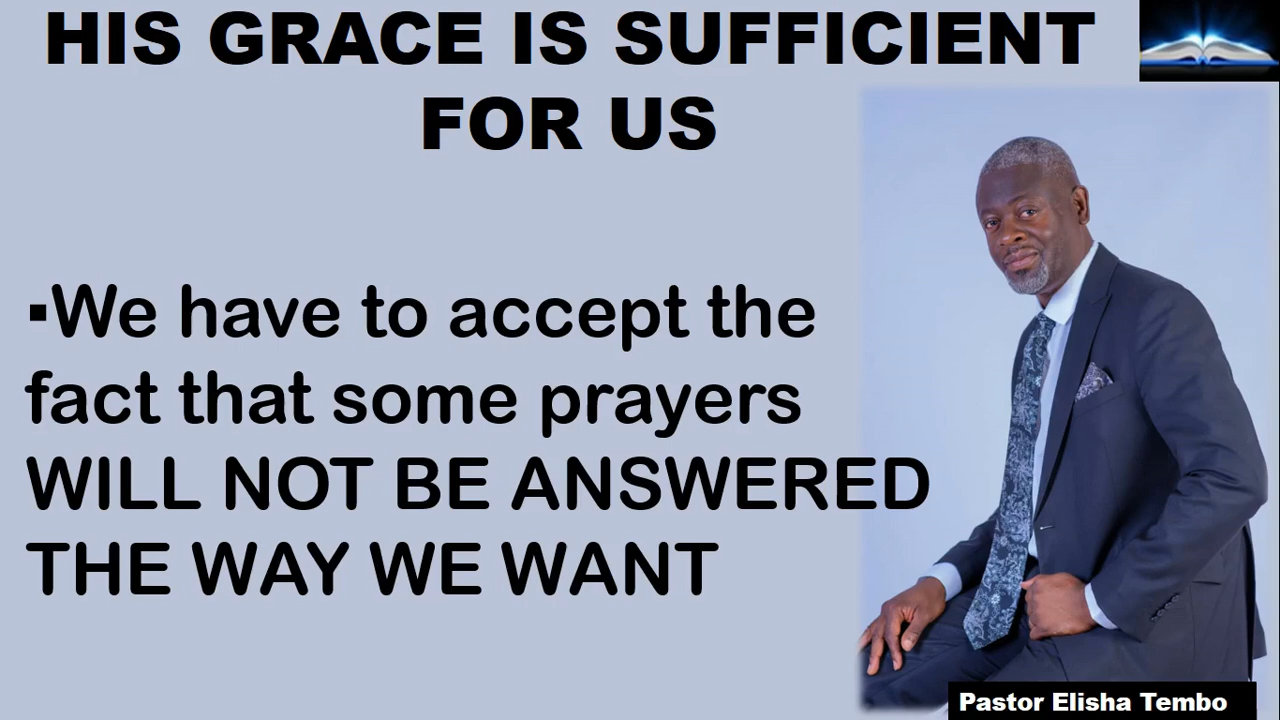 HIS GRACE IS SUFFICIENT
FOR US
▪We have to accept the
fact that some prayers
WILL NOT BE ANSWERED
THE WAY WE WANT
Pastor Elisha Tembo